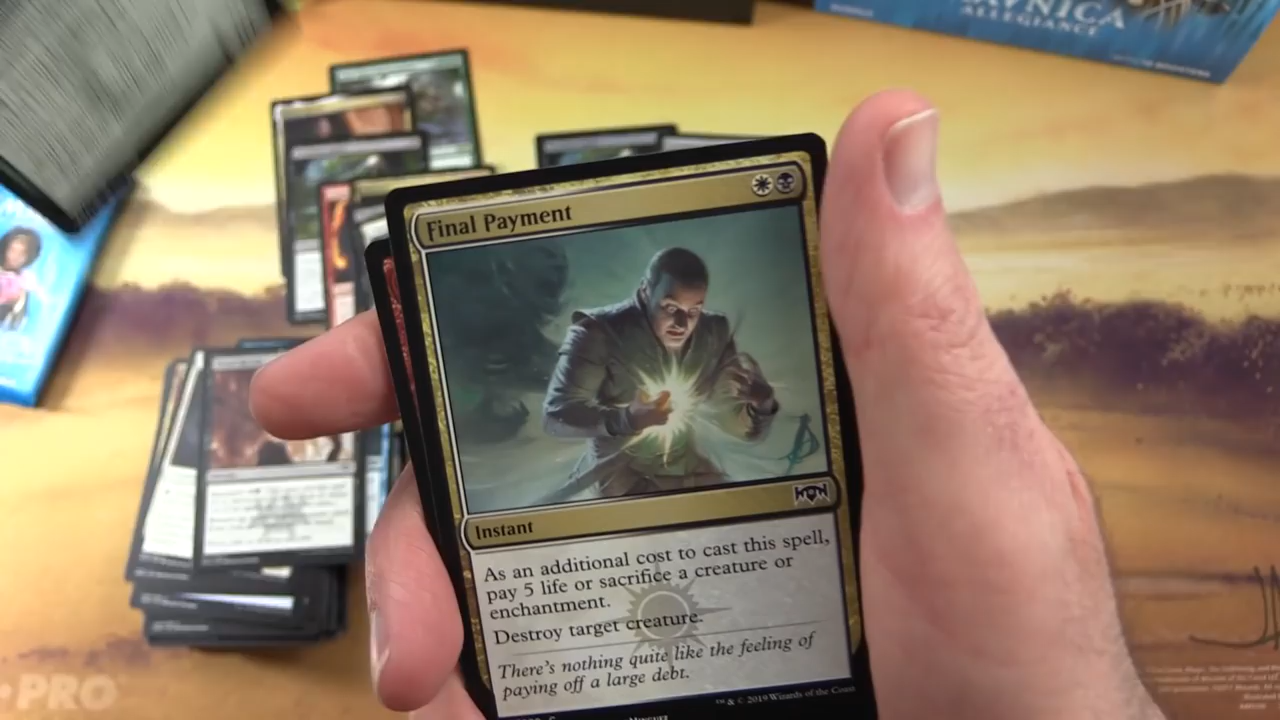 ALLEGIANCE
Final Payment
Instant
As an additional cost to cast this spell,
pay 5 life or sacrifice a creature or
enchantment.
Destroy target creature.
There's nothing quite like the feeling of
paying off a large debt.
™ & © 2019 Wizards of the Coast
PRO